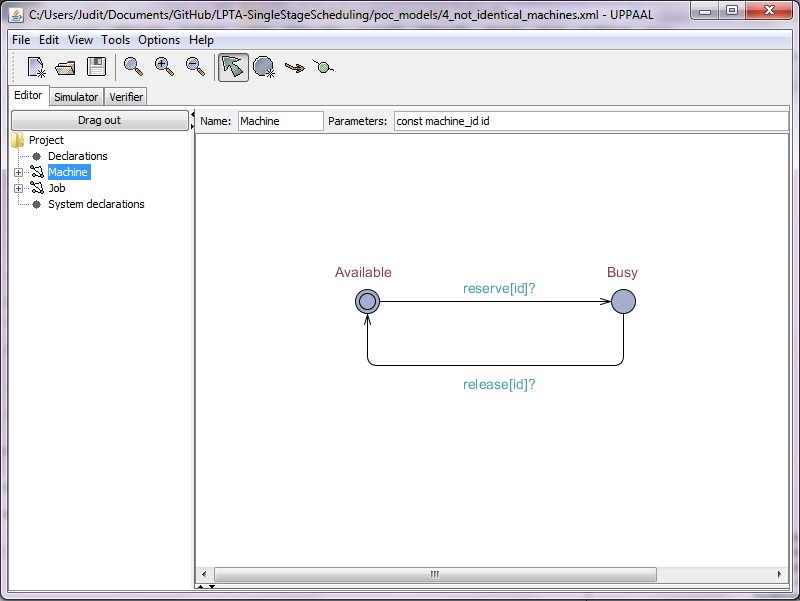 C:/Users/Judit/Documents/GitHub/LPTA-SingleStageScheduling/poc_models/4_not_identical_machines.xml - UPPAAL
File Edit View Tools Options Help
Editor Simulator Verifier
Drag out
Name: Machine Parameters: const machine_id id
Project
Declarations
Machine
Job
System declarations
Available
Busy
reserve[id]?
release[id]?